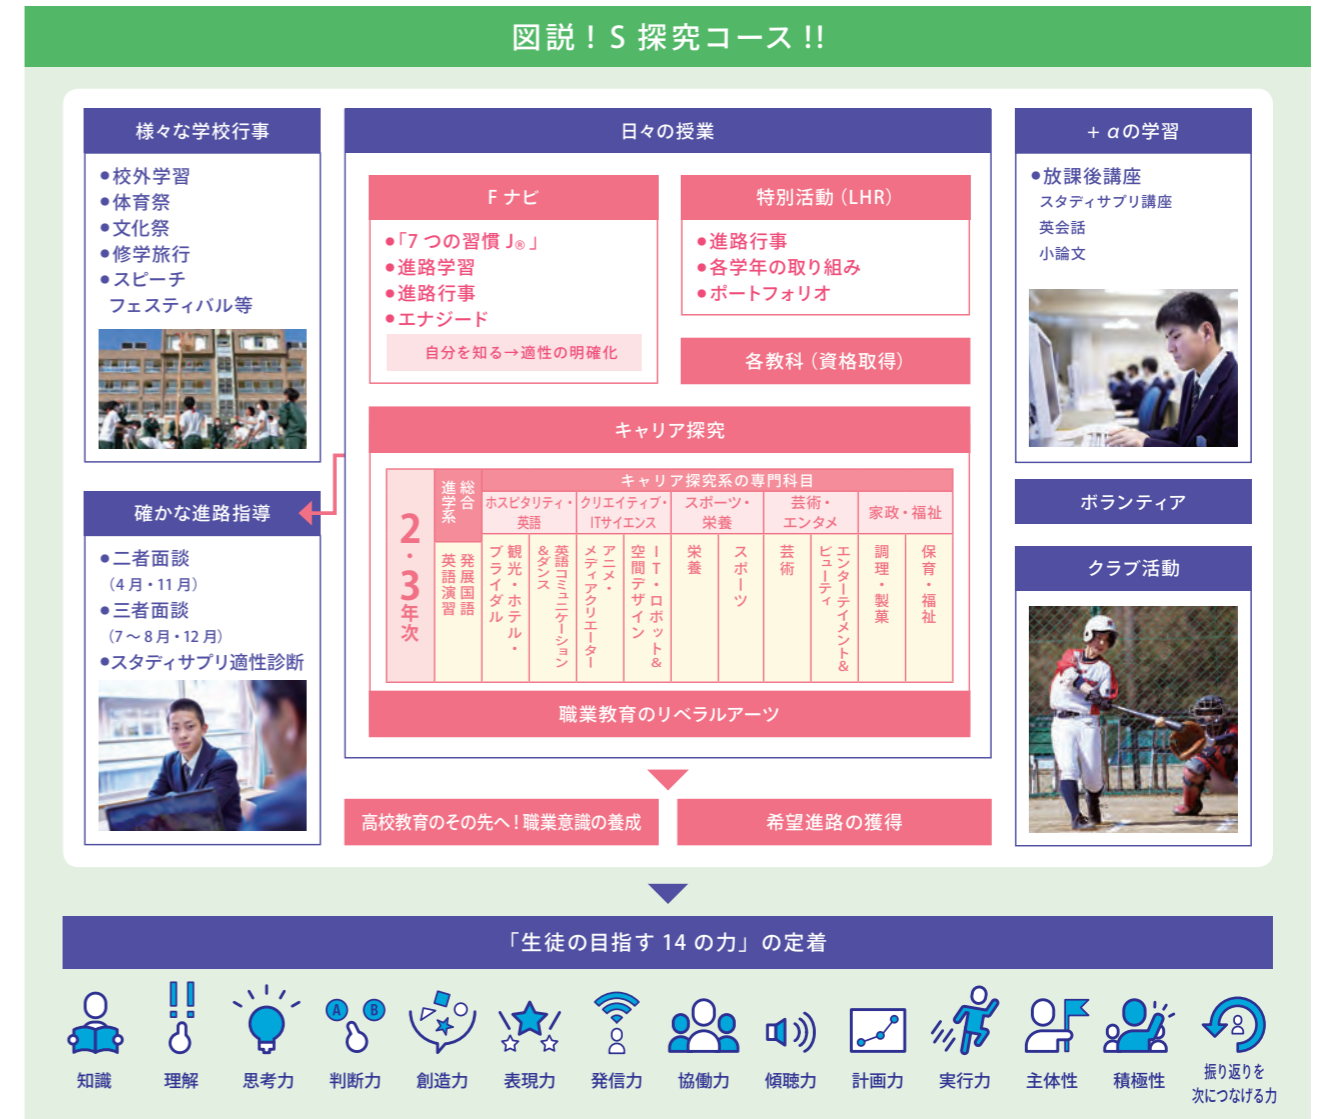 図説！S 探究コース !!
様々な学校行事
●校外学習
●体育祭
●文化祭
●修学旅行
●スピーチ
フェスティバル等
確かな進路指導
●二者面談
（4 月・11 月）
●三者面談
（7 〜 8 月・12 月）
●スタディサプリ適性診断
日々の授業
F ナビ
●「7 つの習慣 J®」
●進路学習
●進路行事
●エナジード
自分を知る→適性の明確化
特別活動（LHR）
●進路行事
●各学年の取り組み
●ポートフォリオ
各教科（資格取得）
キャリア探究
2・3年次
総合
進学系
発展国語
英語演習
キャリア探究系の専門科目
ホスピタリティ・
英語
観光・ホテル・
ブライダル
英語コミュニケーション
&ダンス
クリエイティブ・
ITサイエンス
アニメ・
メディアクリエーター
IT・ロボット&
空間デザイン
スポーツ・
栄養
栄養
スポーツ
芸術・
エンタメ
芸術
エンターテイメント&
ビューティ
家政・福祉
調理・製菓
保育・福祉
職業教育のリベラルアーツ
高校教育のその先へ！職業意識の養成
希望進路の獲得
+ αの学習
●放課後講座
スタディサプリ講座
英会話
小論文
ボランティア
クラブ活動
「生徒の目指す 14 の力」の定着
A
B
知識
理解
思考力
判断力
創造力
表現力
発信力
協働力
傾聴力
計画力
実行力
主体性
積極性
振り返りを
次につなげる力